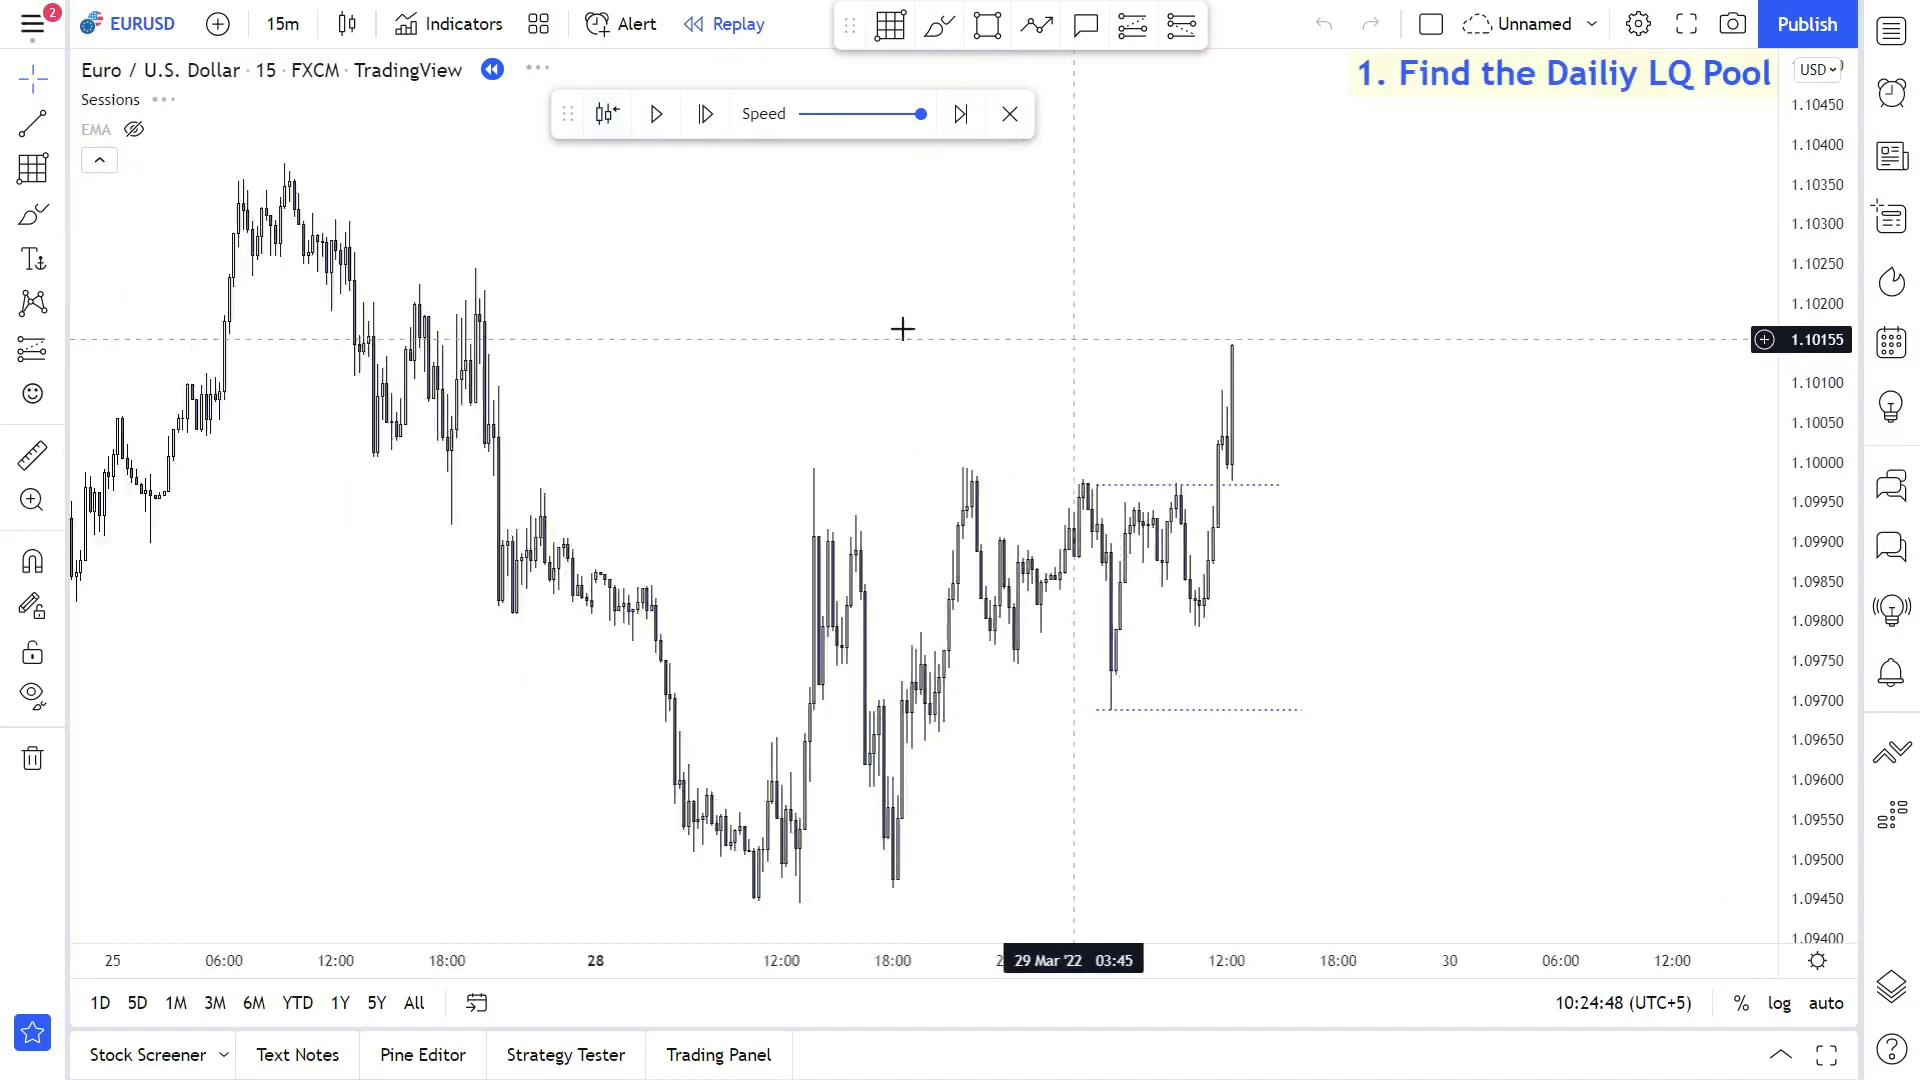 2
EURUSD
15m
Indicators
Alert
Replay
Unnamed
Publish
Euro / U.S. Dollar · 15 · FXCM · TradingView
1. Find the Dailiy LQ Pool
USD
Sessions
EMA
Speed
1.10450
1.10400
1.10350
1.10300
1.10250
1.10200
1.10155
1.10100
1.10050
1.10000
1.09950
1.09900
1.09850
1.09800
1.09750
1.09700
1.09650
1.09600
1.09550
1.09500
1.09450
1.09400
25 06:00 12:00 18:00 28 12:00 18:00 29 Mar '22 03:45 12:00 18:00 30 06:00 12:00
1D 5D 1M 3M 6M YTD 1Y 5Y All
10:24:48 (UTC+5) % log auto
Stock Screener Text Notes Pine Editor Strategy Tester Trading Panel